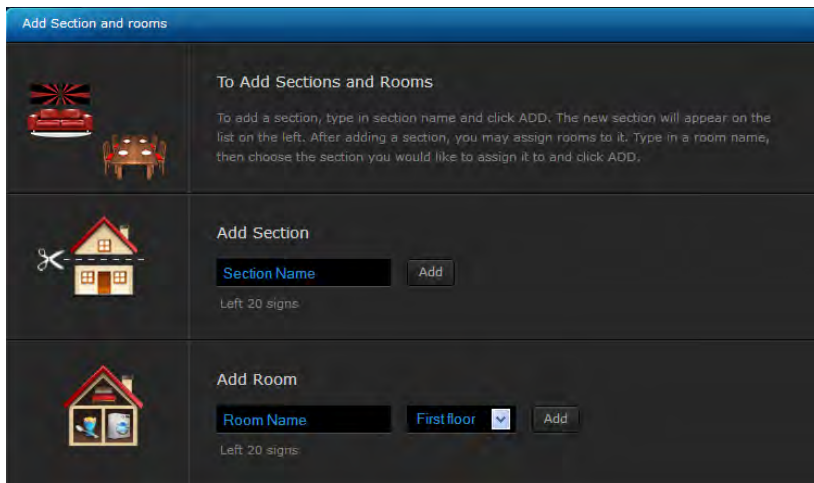 Add Section and rooms
To Add Sections and Rooms
To add a section, type in section name and click ADD. The new section will appear on the
list on the left. After adding a section, you may assign rooms to it. Type in a room name,
then choose the section you would like to assign it to and click ADD.
Add Section
Section Name Add
Left 20 signs
Add Room
Room Name First floor Add
Left 20 signs